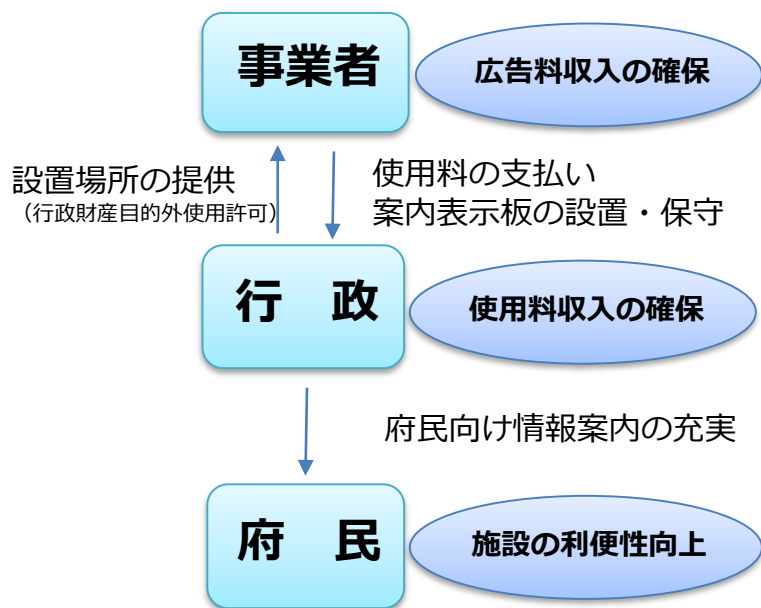 事業者
広告料収入の確保
設置場所の提供
（行政財産目的外使用許可）
使用料の支払い
案内表示板の設置・保守
行　政
使用料収入の確保
府民向け情報案内の充実
府　民
施設の利便性向上